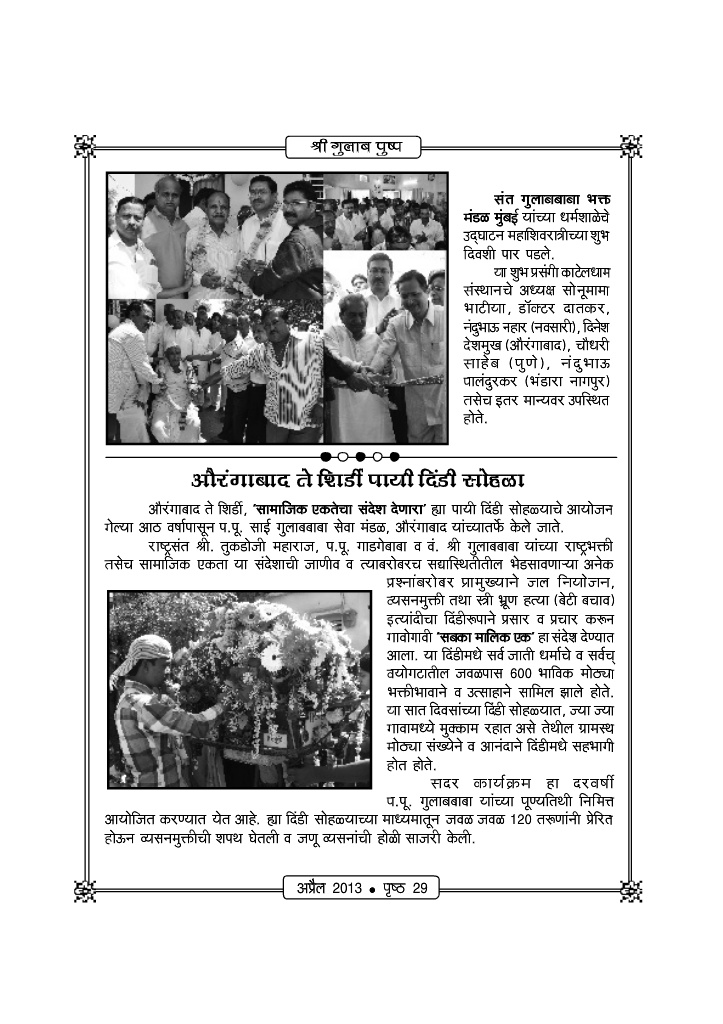 श्री गुलाब पुष्प
संत गुलाबबाबा भक्त
मंडळ मुंबई यांच्या धर्मशाळेचे
उद्घाटन महाशिवरात्रीच्या शुभ
दिवशी पार पडले.
या शुभ प्रसंगी काटेलधाम
संस्थानचे अध्यक्ष सोनूमामा
भाटीया, डॉक्टर दातकर,
नंदुभाऊ नहार (नवसारी), दिनेश
देशमुख (औरंगाबाद), चौधरी
साहेब (पुणे), नंदुभाऊ
पालंदुरकर (भंडारा नागपुर)
तसेच इतर मान्यवर उपस्थित
होते.
औरंगाबाद ते शिर्डी पायी दिंडी सोहळा
औरंगाबाद ते शिर्डी, 'सामाजिक एकतेचा संदेश देणारा' ह्या पायी दिंडी सोहळ्याचे आयोजन
गेल्या आठ वर्षापासून प.पू. साई गुलाबबाबा सेवा मंडळ, औरंगाबाद यांच्यातर्फे केले जाते.
राष्ट्रसंत श्री. तुकडोजी महाराज, प.पू. गाडगेबाबा व वं. श्री गुलाबबाबा यांच्या राष्ट्रभक्ती
तसेच सामाजिक एकता या संदेशाची जाणीव व त्याबरोबरच सद्यास्थितीतील भेडसावणाऱ्या अनेक
प्रश्नांबरोबर प्रामुख्याने जल नियोजन,
व्यसनमुक्ती तथा स्त्री भ्रूण हत्या (बेटी बचाव)
इत्यांदीचा दिंडीरूपाने प्रसार व प्रचार करून
गावोगावी 'सबका मालिक एक' हा संदेश देण्यात
आला. या दिंडीमधे सर्व जाती धर्माचे व सर्वच
वयोगटातील जवळपास 600 भाविक मोठ्या
भक्तीभावाने व उत्साहाने सामिल झाले होते.
या सात दिवसांच्या दिंडी सोहळ्यात, ज्या ज्या
गावामध्ये मुक्काम रहात असे तेथील ग्रामस्थ
मोठ्या संख्येने व आनंदाने दिंडीमधे सहभागी
होत होते.
सदर कार्यक्रम हा दरवर्षी
प.पू. गुलाबबाबा यांच्या पूण्यतिथी निमित्त
आयोजित करण्यात येत आहे. ह्या दिंडी सोहळ्याच्या माध्यमातून जवळ जवळ 120 तरूणांनी प्रेरित
होऊन व्यसनमुक्तीची शपथ घेतली व जणू व्यसनांची होळी साजरी केली.
अप्रैल 2013 ● पृष्ठ 29